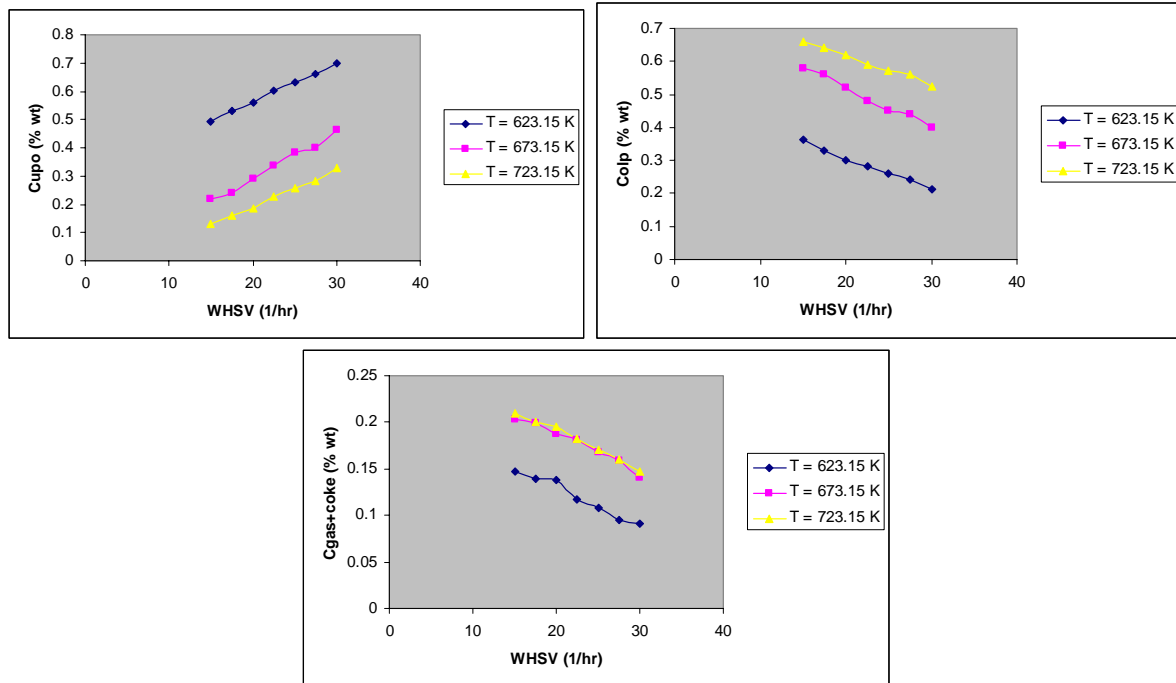 Cupo (% wt)
0.8
0.7
0.6
0.5
0.4
0.3
0.2
0.1
0
0 10 20 30 40
WHSV (1/hr)
T = 623.15 K
T = 673.15 K
T = 723.15 K
Colp (% wt)
0.7
0.6
0.5
0.4
0.3
0.2
0.1
0
0 10 20 30 40
WHSV (1/hr)
T = 623.15 K
T = 673.15 K
T = 723.15 K
Cgas+coke (% wt)
0.25
0.2
0.15
0.1
0.05
0
0 10 20 30 40
WHSV (1/hr)
T = 623.15 K
T = 673.15 K
T = 723.15 K